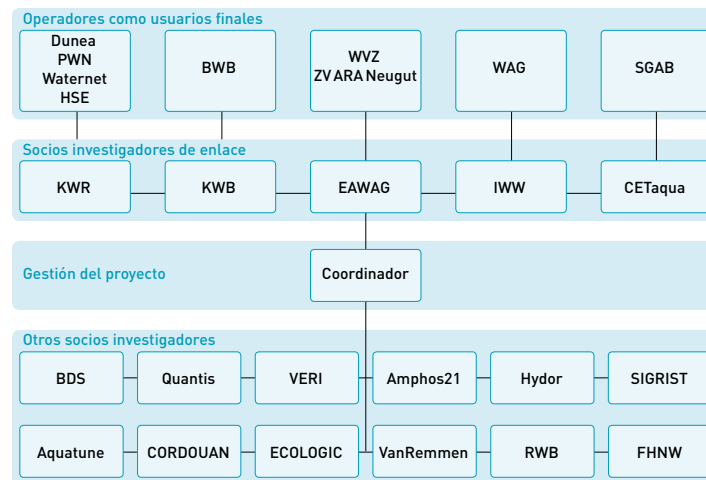 Operadores como usuarios finales
Dunea
PWN
Waternet
HSE
BWB
WVZ
ZV ARA Neugut
WAG
SGAB
Socios investigadores de enlace
KWR
KWB
EAWAG
IWW
CETaqua
Gestión del proyecto
Coordinador
Otros socios investigadores
BDS
Quantis
VERI
Amphos21
Hydor
SIGRIST
Aquatune
CORDOUAN
ECOLOGIC
VanRemmen
RWB
FHNW